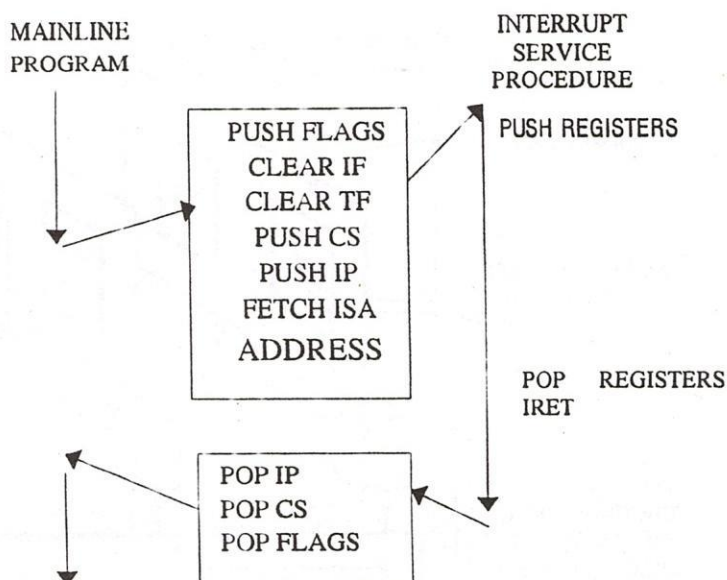 MAINLINE
PROGRAM
INTERRUPT
SERVICE
PROCEDURE
PUSH REGISTERS
PUSH FLAGS
CLEAR IF
CLEAR TF
PUSH CS
PUSH IP
FETCH ISA
ADDRESS
POP REGISTERS
IRET
POP IP
POP CS
POP FLAGS